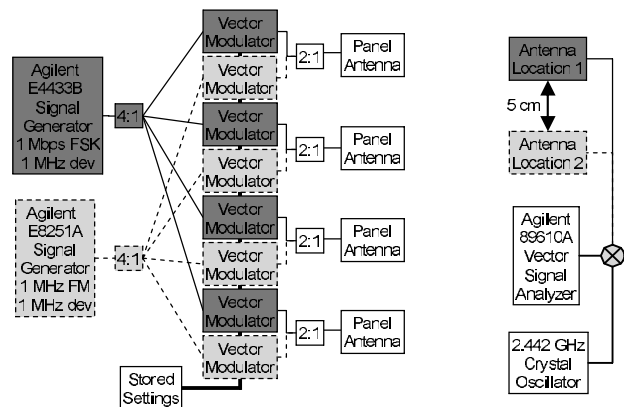 Agilent
E4433B
Signal
Generator
1 Mbps FSK
1 MHz dev
4:1
Agilent
E8251A
Signal
Generator
1 MHz FM
1 MHz dev
4:1
Vector
Modulator
Vector
Modulator
2:1
Panel
Antenna
Vector
Modulator
Vector
Modulator
2:1
Panel
Antenna
Vector
Modulator
Vector
Modulator
2:1
Panel
Antenna
Vector
Modulator
Vector
Modulator
2:1
Panel
Antenna
Stored
Settings
Antenna
Location 1
5 cm
Antenna
Location 2
Agilent
89610A
Vector
Signal
Analyzer
2.442 GHz
Crystal
Oscillator